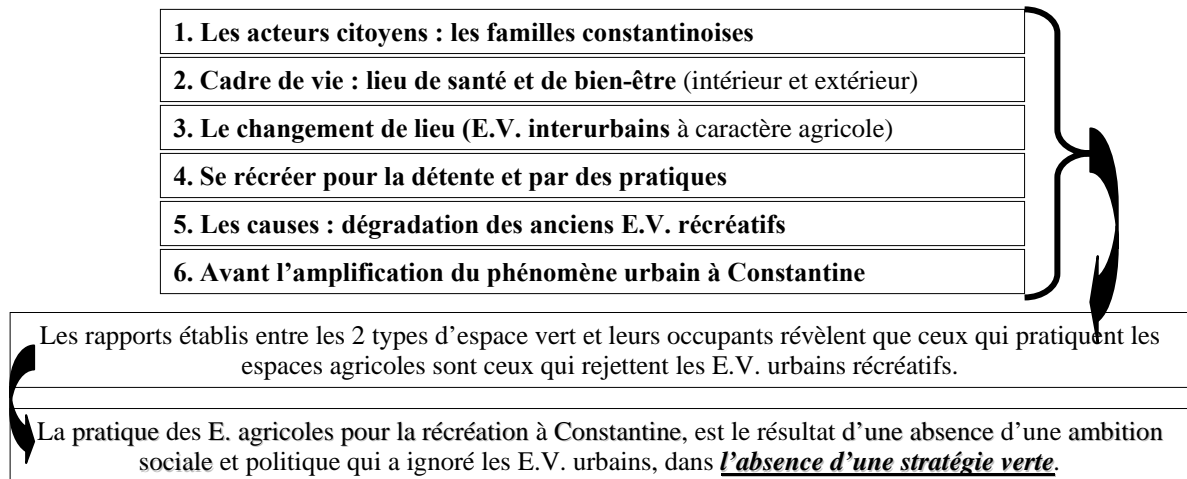 1. Les acteurs citoyens : les familles constantinoises
2. Cadre de vie : lieu de santé et de bien-être (intérieur et extérieur)
3. Le changement de lieu (E.V. interurbains à caractère agricole)
4. Se récréer pour la détente et par des pratiques
5. Les causes : dégradation des anciens E.V. récréatifs
6. Avant l’amplification du phénomène urbain à Constantine
Les rapports établis entre les 2 types d’espace vert et leurs occupants révèlent que ceux qui pratiquent les
espaces agricoles sont ceux qui rejettent les E.V. urbains récréatifs.
La pratique des E. agricoles pour la récréation à Constantine, est le résultat d’une absence d’une ambition
sociale et politique qui a ignoré les E.V. urbains, dans l’absence d’une stratégie verte.